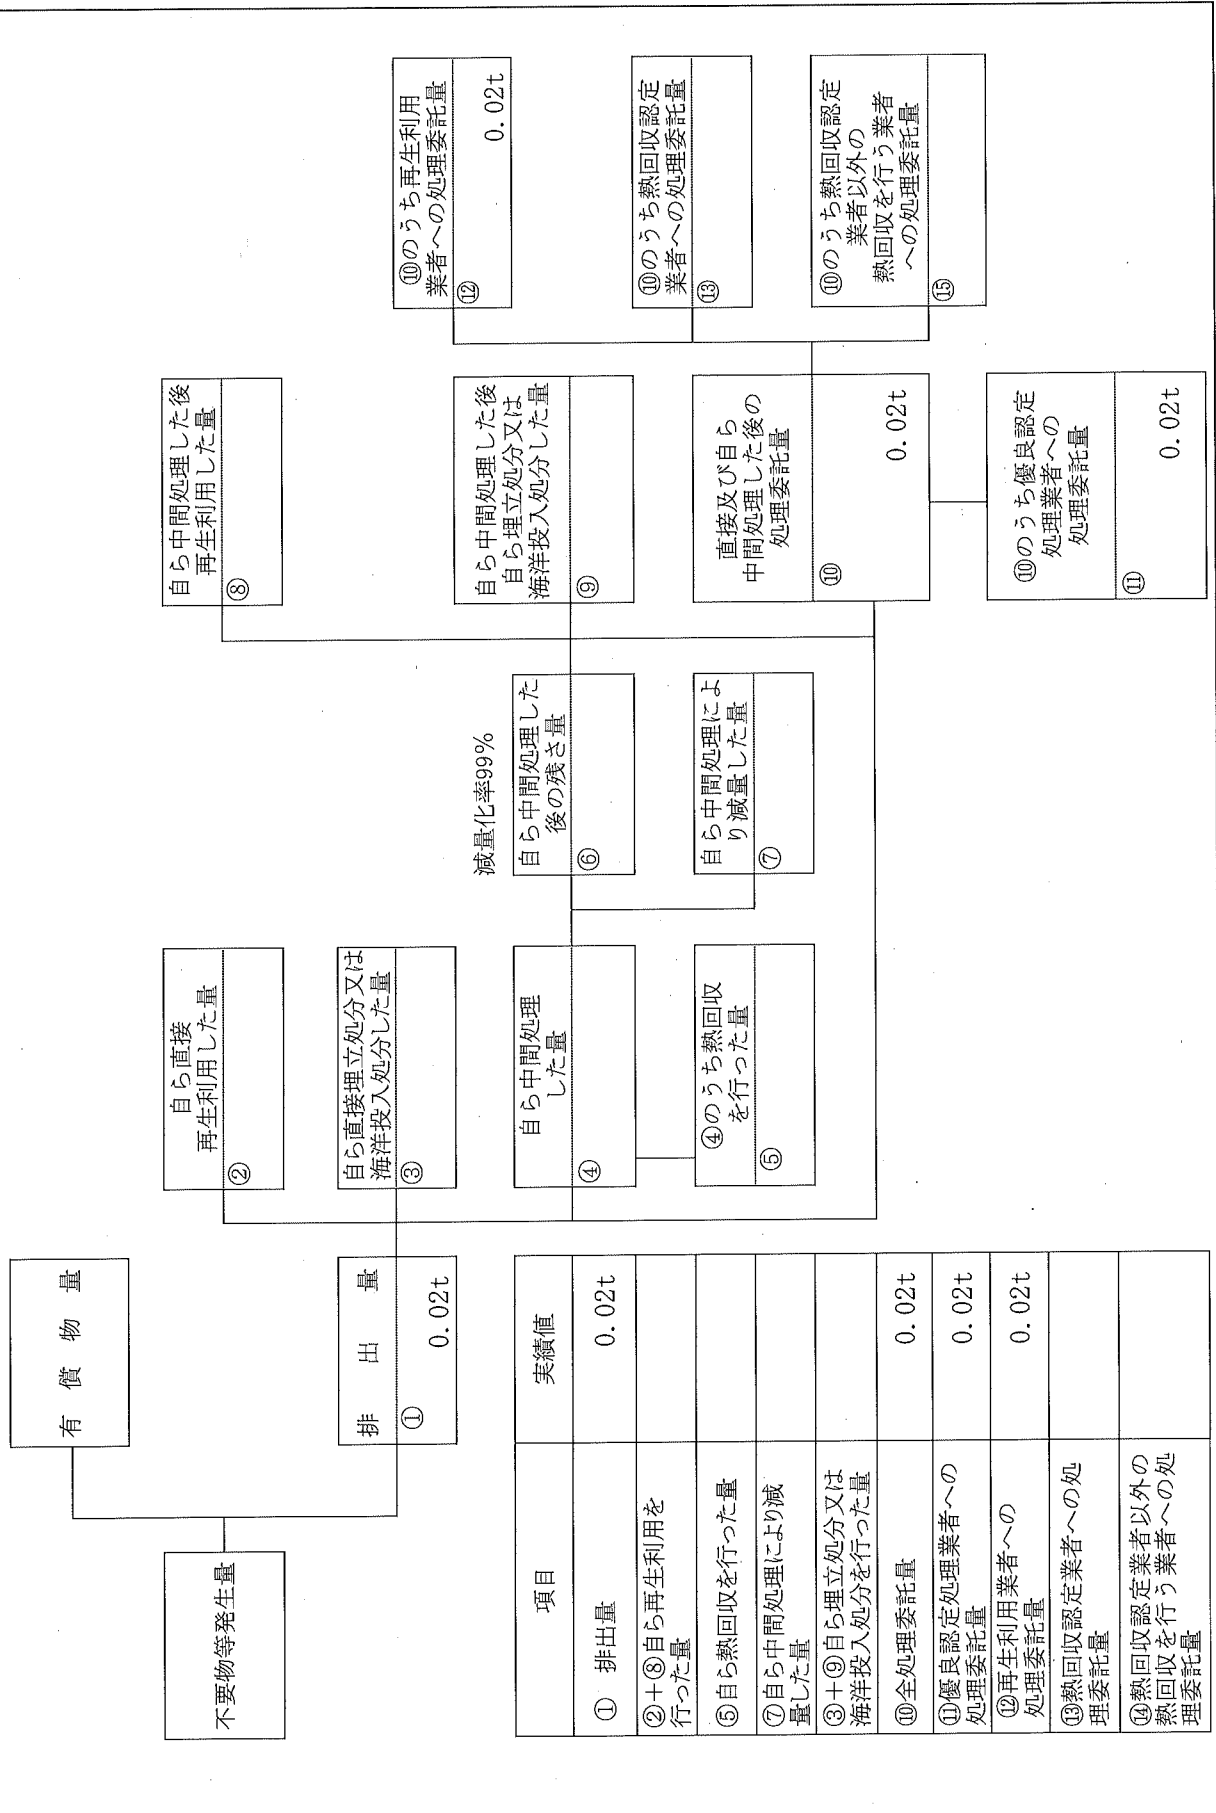 有償物量
不要物等発生量
排出量
①
0.02t
自ら直接
再生利用した量
②
自ら直接埋立処分又は
海洋投入処分した量
③
自ら中間処理
した量
④
④のうち熱回収
を行った量
⑤
減量化率99%
自ら中間処理した
後の残さ量
⑥
自ら中間処理によ
り減量した量
⑦
自ら中間処理した後
再生利用した量
⑧
自ら中間処理した後
自ら埋立処分又は
海洋投入処分した量
⑨
直接及び自ら
中間処理した後の
処理委託量
⑩
0.02t
⑩のうち優良認定
処理業者への
処理委託量
⑪
0.02t
⑩のうち再生利用
業者への処理委託量
⑫
0.02t
⑩のうち熱回収認定
業者への処理委託量
⑬
⑩のうち熱回収認定
業者以外の
熱回収を行う業者
への処理委託量
⑮
項目 実績値
① 排出量 0.02t
②+⑧自ら再生利用を
行った量
⑤自ら熱回収を行った量
⑦自ら中間処理により減
量した量
③+⑨自ら埋立処分又は
海洋投入処分を行った量
⑩全処理委託量 0.02t
⑪優良認定処理業者への
処理委託量 0.02t
⑫再生利用業者への
処理委託量 0.02t
⑬熱回収認定業者への処
理委託量
⑭熱回収認定業者以外の
熱回収を行う業者への処
理委託量